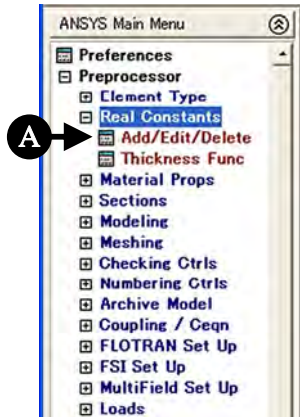 ANSYS Main Menu
Preferences
Preprocessor
Element Type
Real Constants
A
Add/Edit/Delete
Thickness Func
Material Props
Sections
Modeling
Meshing
Checking Ctrls
Numbering Ctrls
Archive Model
Coupling / Ceqn
FLOTRAN Set Up
FSI Set Up
MultiField Set Up
Loads